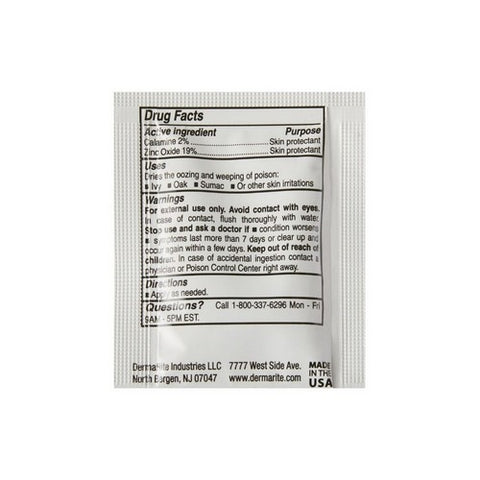 Drug Facts
Active ingredient Purpose
Calamine 2%..........................Skin protectant
Zinc Oxide 19%......................Skin protectant
Uses
Dries the oozing and weeping of poison:
■ Ivy ■ Oak ■ Sumac ■ Or other skin irritations
Warnings
For external use only. Avoid contact with eyes.
In case of contact, flush thoroughly with water.
Stop use and ask a doctor if ■ condition worsens
■ symptoms last more than 7 days or clear up and
occur again within a few days. Keep out of reach of
children. In case of accidental ingestion contact a
physician or Poison Control Center right away.
Directions
■ Apply as needed.
Questions? Call 1-800-337-6296 Mon - Fri
9AM - 5PM EST.
DermaRite Industries LLC 7777 West Side Ave.
North Bergen, NJ 07047 www.dermarite.com
MADE
IN THE
USA